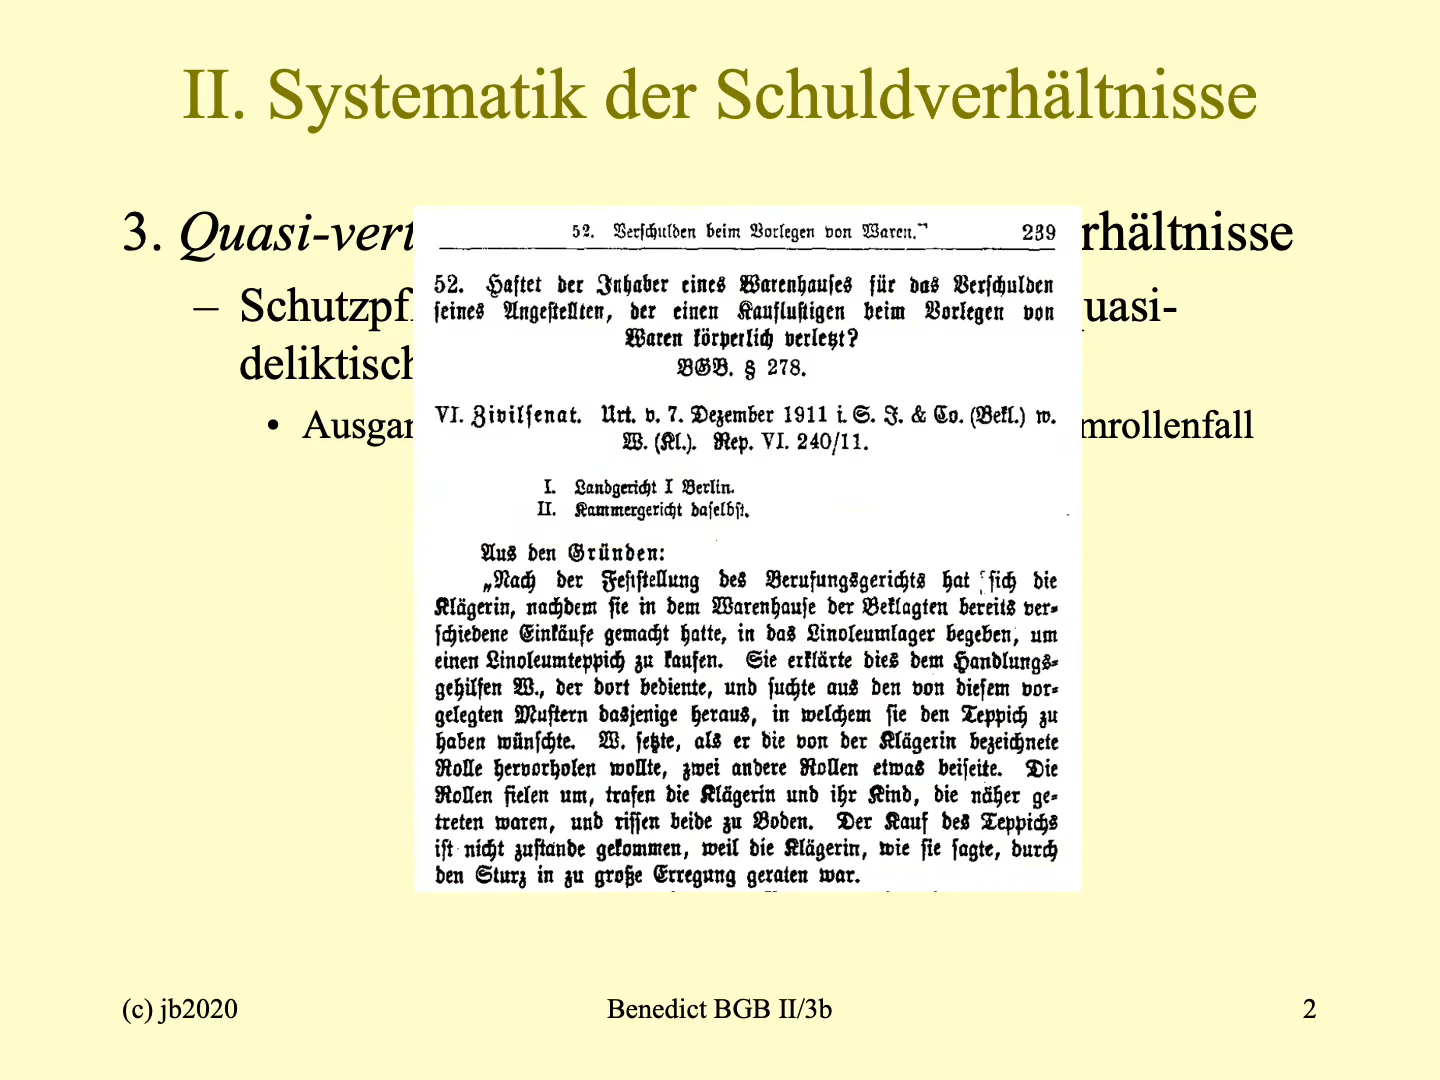 II. Systematik der Schuldverhältnisse
3. Quasi-vert rhältnisse
– Schutzpf uasi-
deliktisch
• Ausgar mrollenfall
52. Verschulden beim Vorlegen von Waren. 239
52. Haftet der Inhaber eines Warenhauses für das Verschulden
seines Angestellten, der einen Kauflustigen beim Vorlegen von
Waren körperlich verletzt?
BGB. § 278.
VI. Zivilsenat. Urt. v. 7. Dezember 1911 i. S. J. & Co. (Bekl.) w.
W. (Kl.). Rep. VI. 240/11.
I. Landgericht I Berlin.
II. Kammergericht daselbst.
Aus den Gründen:
„Nach der Feststellung des Berufungsgerichts hat sich die
Klägerin, nachdem sie in dem Warenhause der Beklagten bereits ver-
schiedene Einkäufe gemacht hatte, in das Linoleumlager begeben, um
einen Linoleumteppich zu kaufen. Sie erklärte dies dem Handlungs-
gehilfen W., der dort bediente, und suchte aus den von diesem vor-
gelegten Mustern dasjenige heraus, in welchem sie den Teppich zu
haben wünschte. W. setzte, als er die von der Klägerin bezeichnete
Rolle hervorholen wollte, zwei andere Rollen etwas beiseite. Die
Rollen fielen um, trafen die Klägerin und ihr Kind, die näher ge-
treten waren, und rissen beide zu Boden. Der Kauf des Teppichs
ist nicht zustande gekommen, weil die Klägerin, wie sie sagte, durch
den Sturz in zu große Erregung geraten war.
(c) jb2020 Benedict BGB II/3b 2